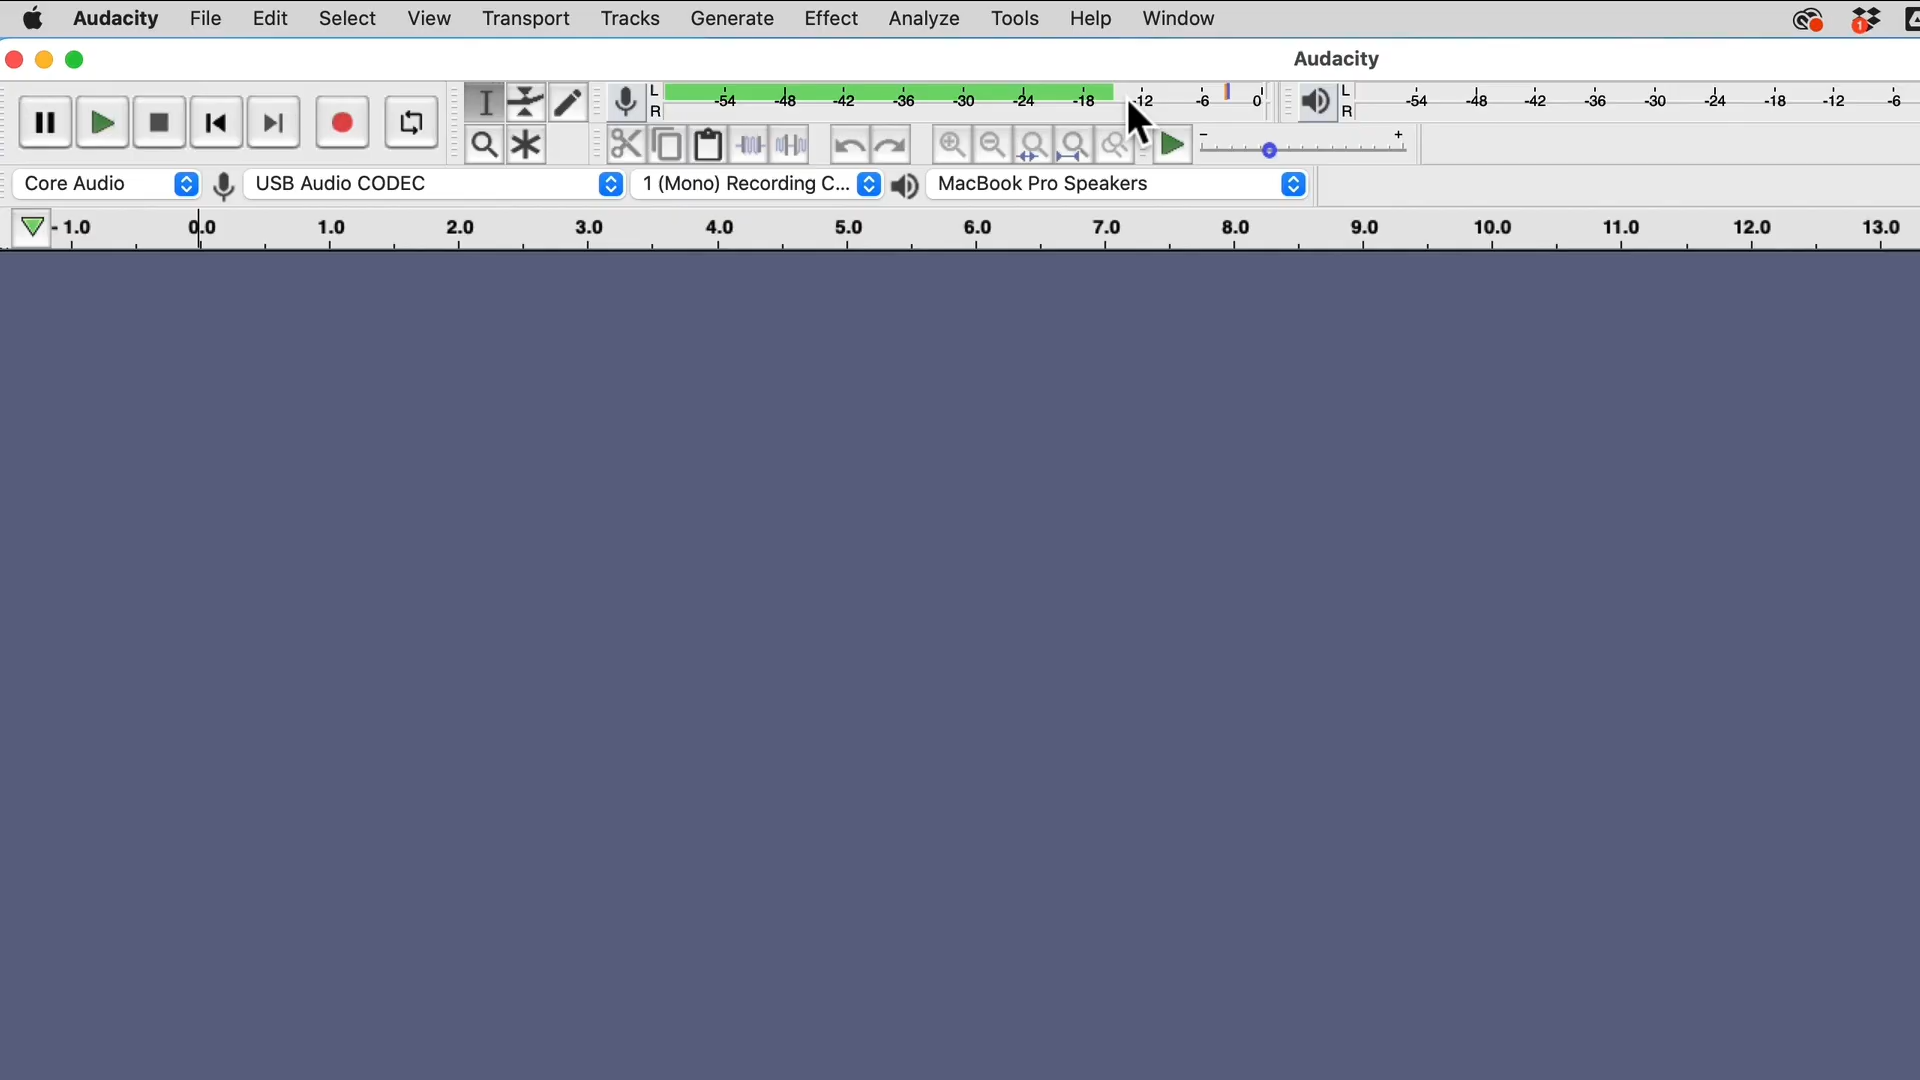 Audacity File Edit Select View Transport Tracks Generate Effect Analyze Tools Help Window
1
Audacity
L -54 -48 -42 -36 -30 -24 -18 -12 -6 0 L -54 -48 -42 -36 -30 -24 -18 -12 -6
R R
- +
Core Audio USB Audio CODEC 1 (Mono) Recording C... MacBook Pro Speakers
-1.0 0.0 1.0 2.0 3.0 4.0 5.0 6.0 7.0 8.0 9.0 10.0 11.0 12.0 13.0